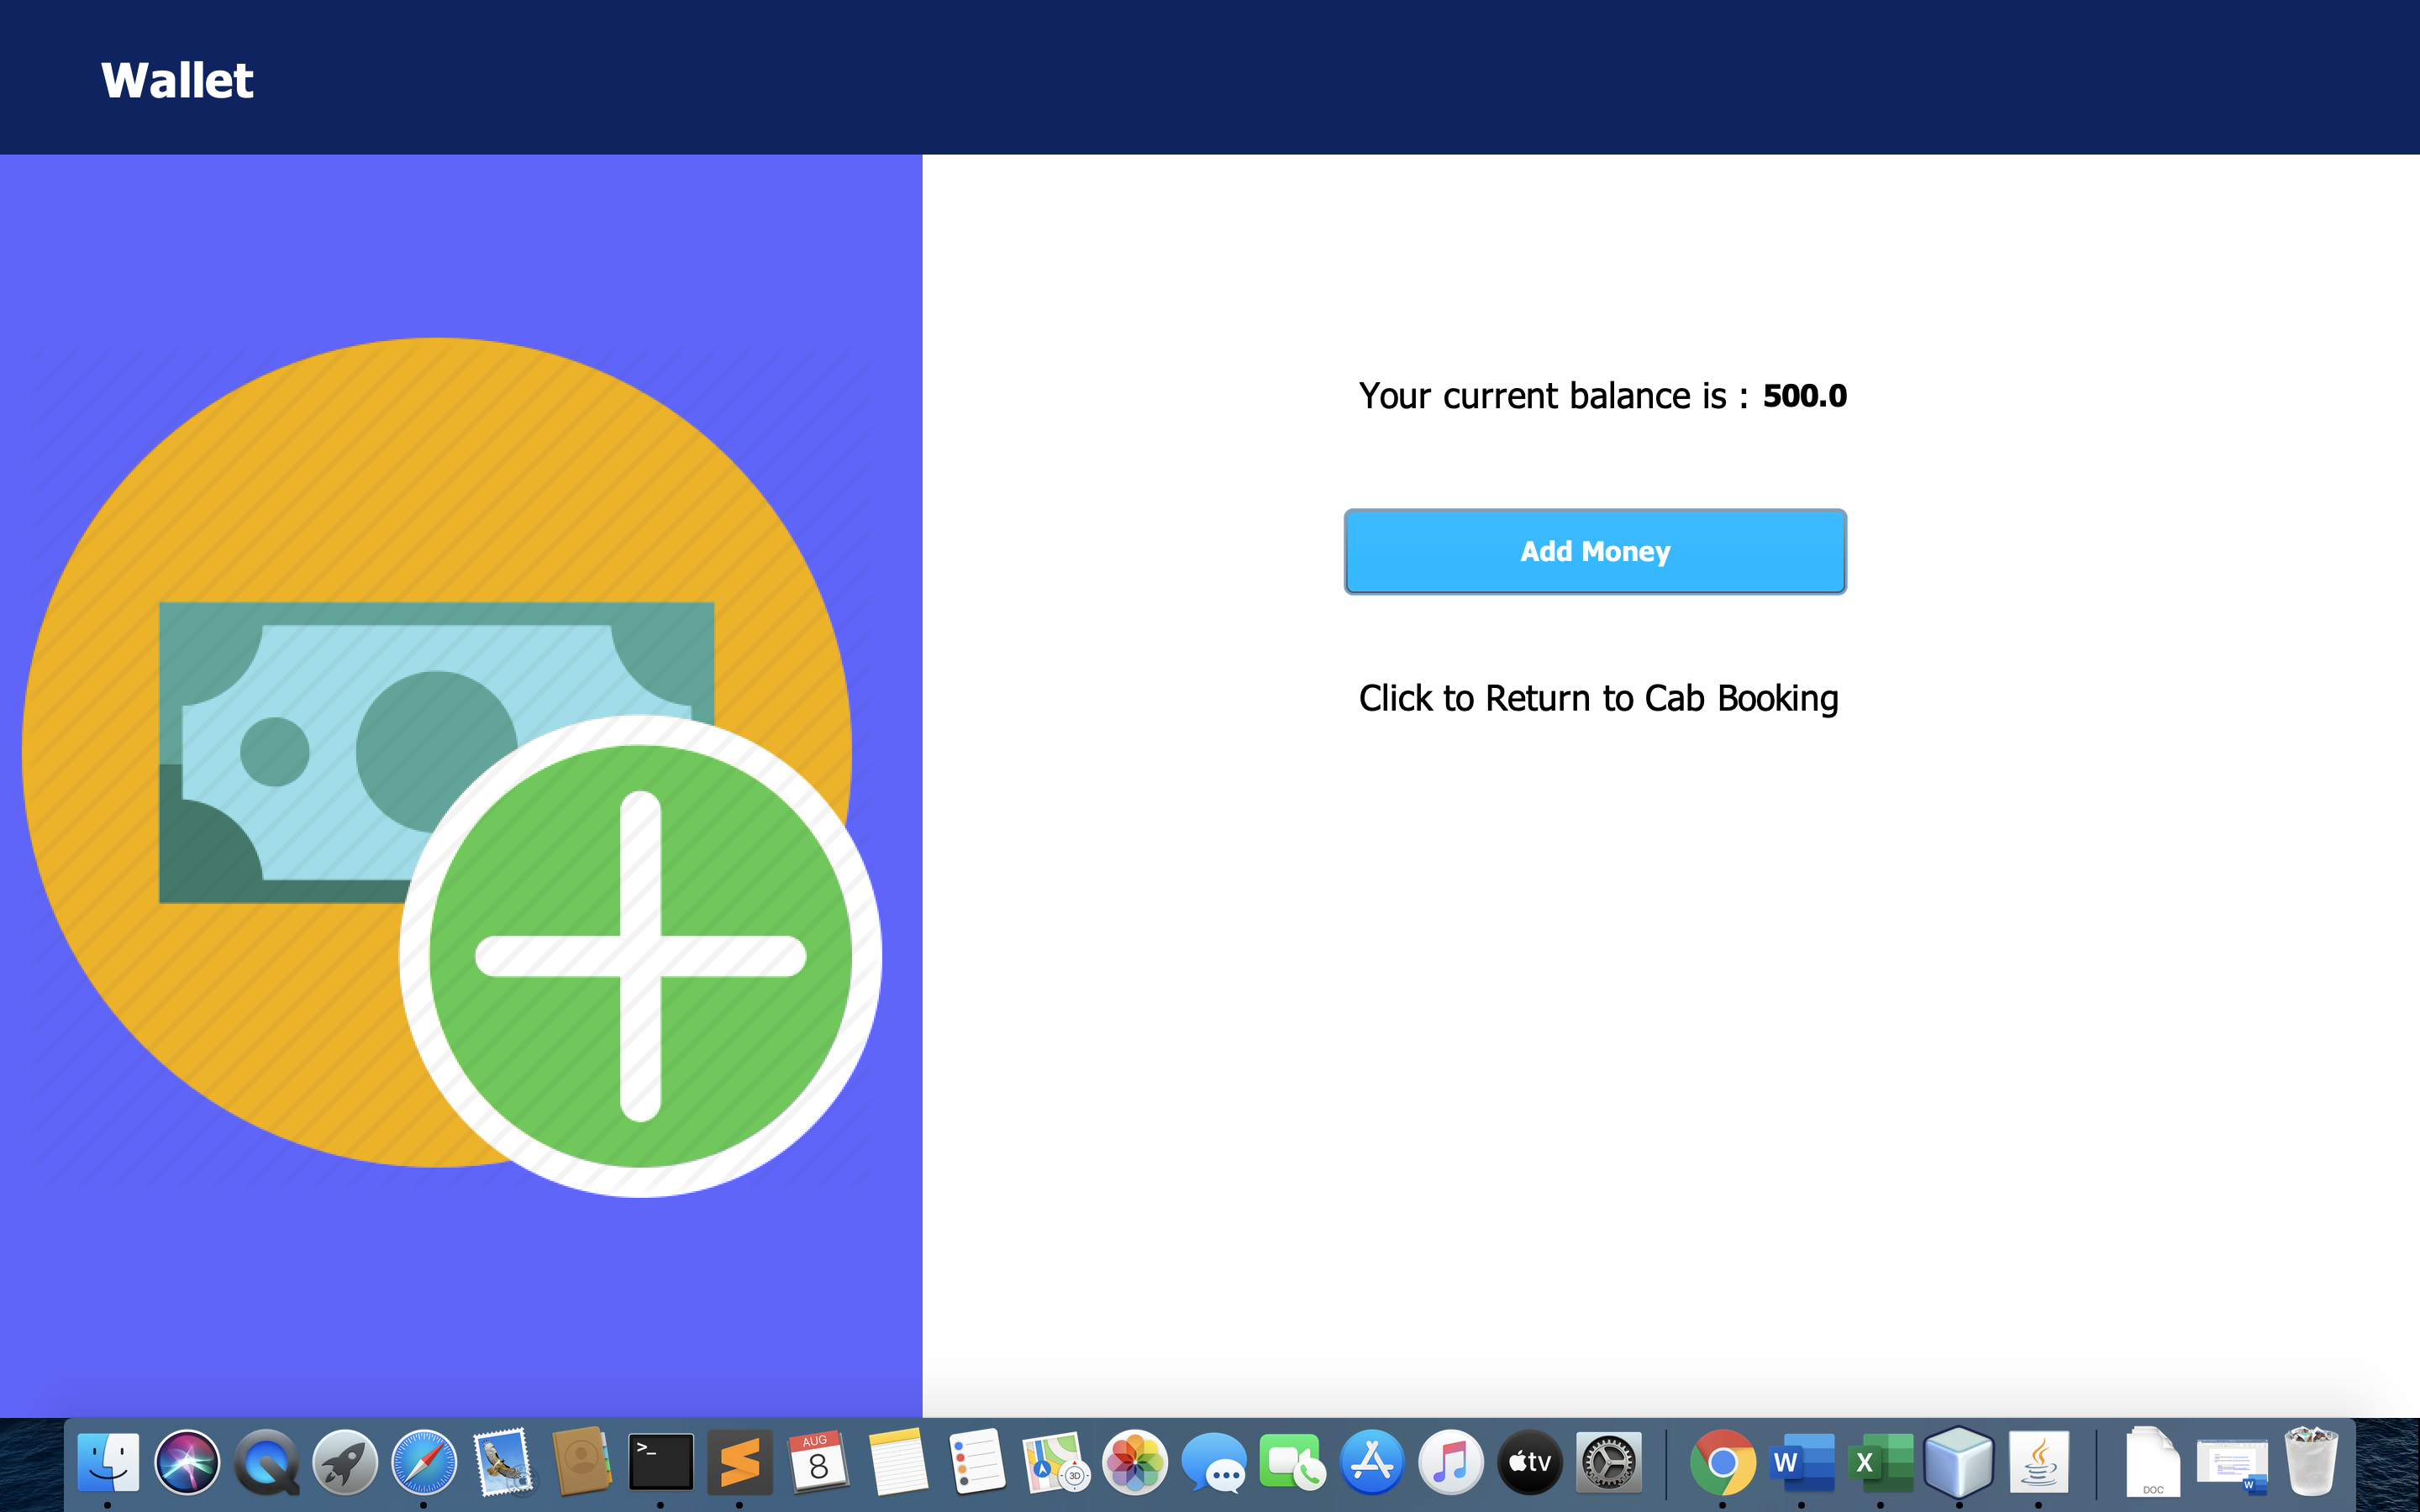 Wallet
Your current balance is : 500.0
Add Money
Click to Return to Cab Booking
>_
AUG
8
3D
tv
W
X
DOC
W